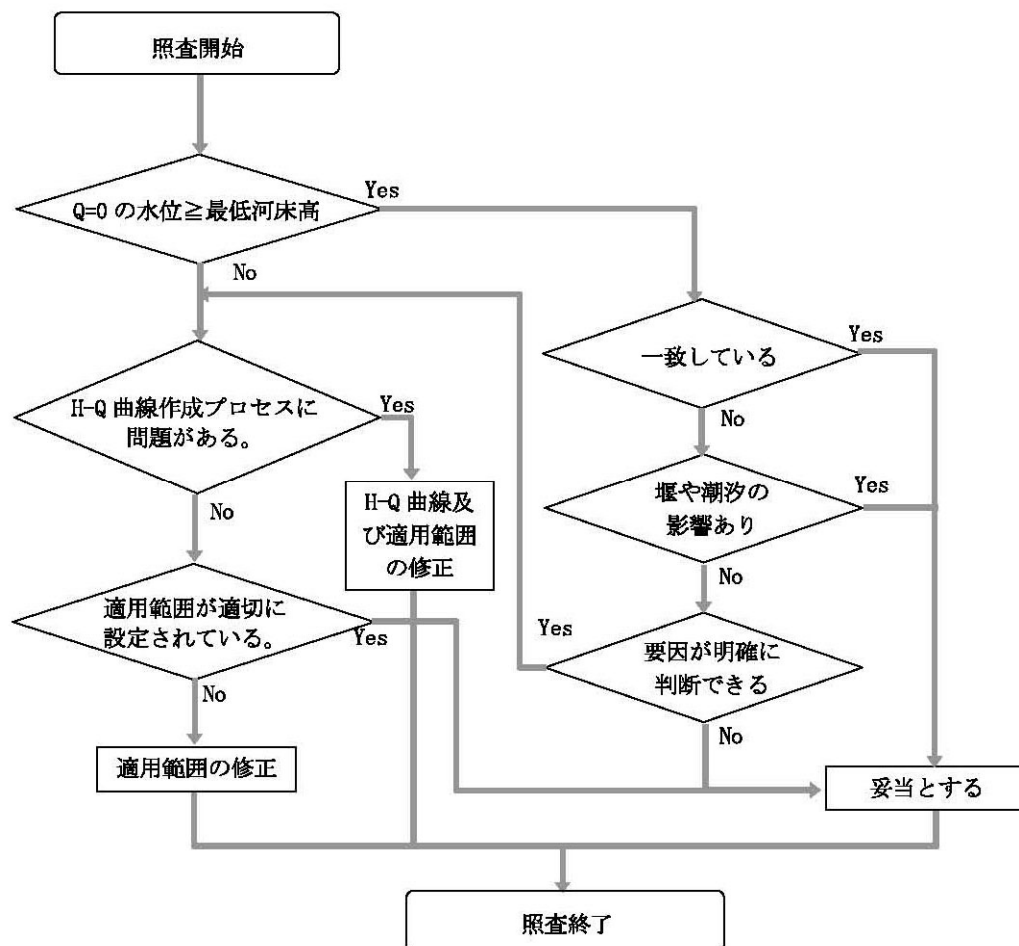 照査開始
Q=0 の水位≧最低河床高
Yes
No
一致している
Yes
No
H-Q 曲線作成プロセスに
問題がある。
Yes
No
H-Q 曲線及
び適用範囲
の修正
堰や潮汐の
影響あり
Yes
No
適用範囲が適切に
設定されている。
Yes
No
要因が明確に
判断できる
Yes
No
適用範囲の修正
妥当とする
照査終了